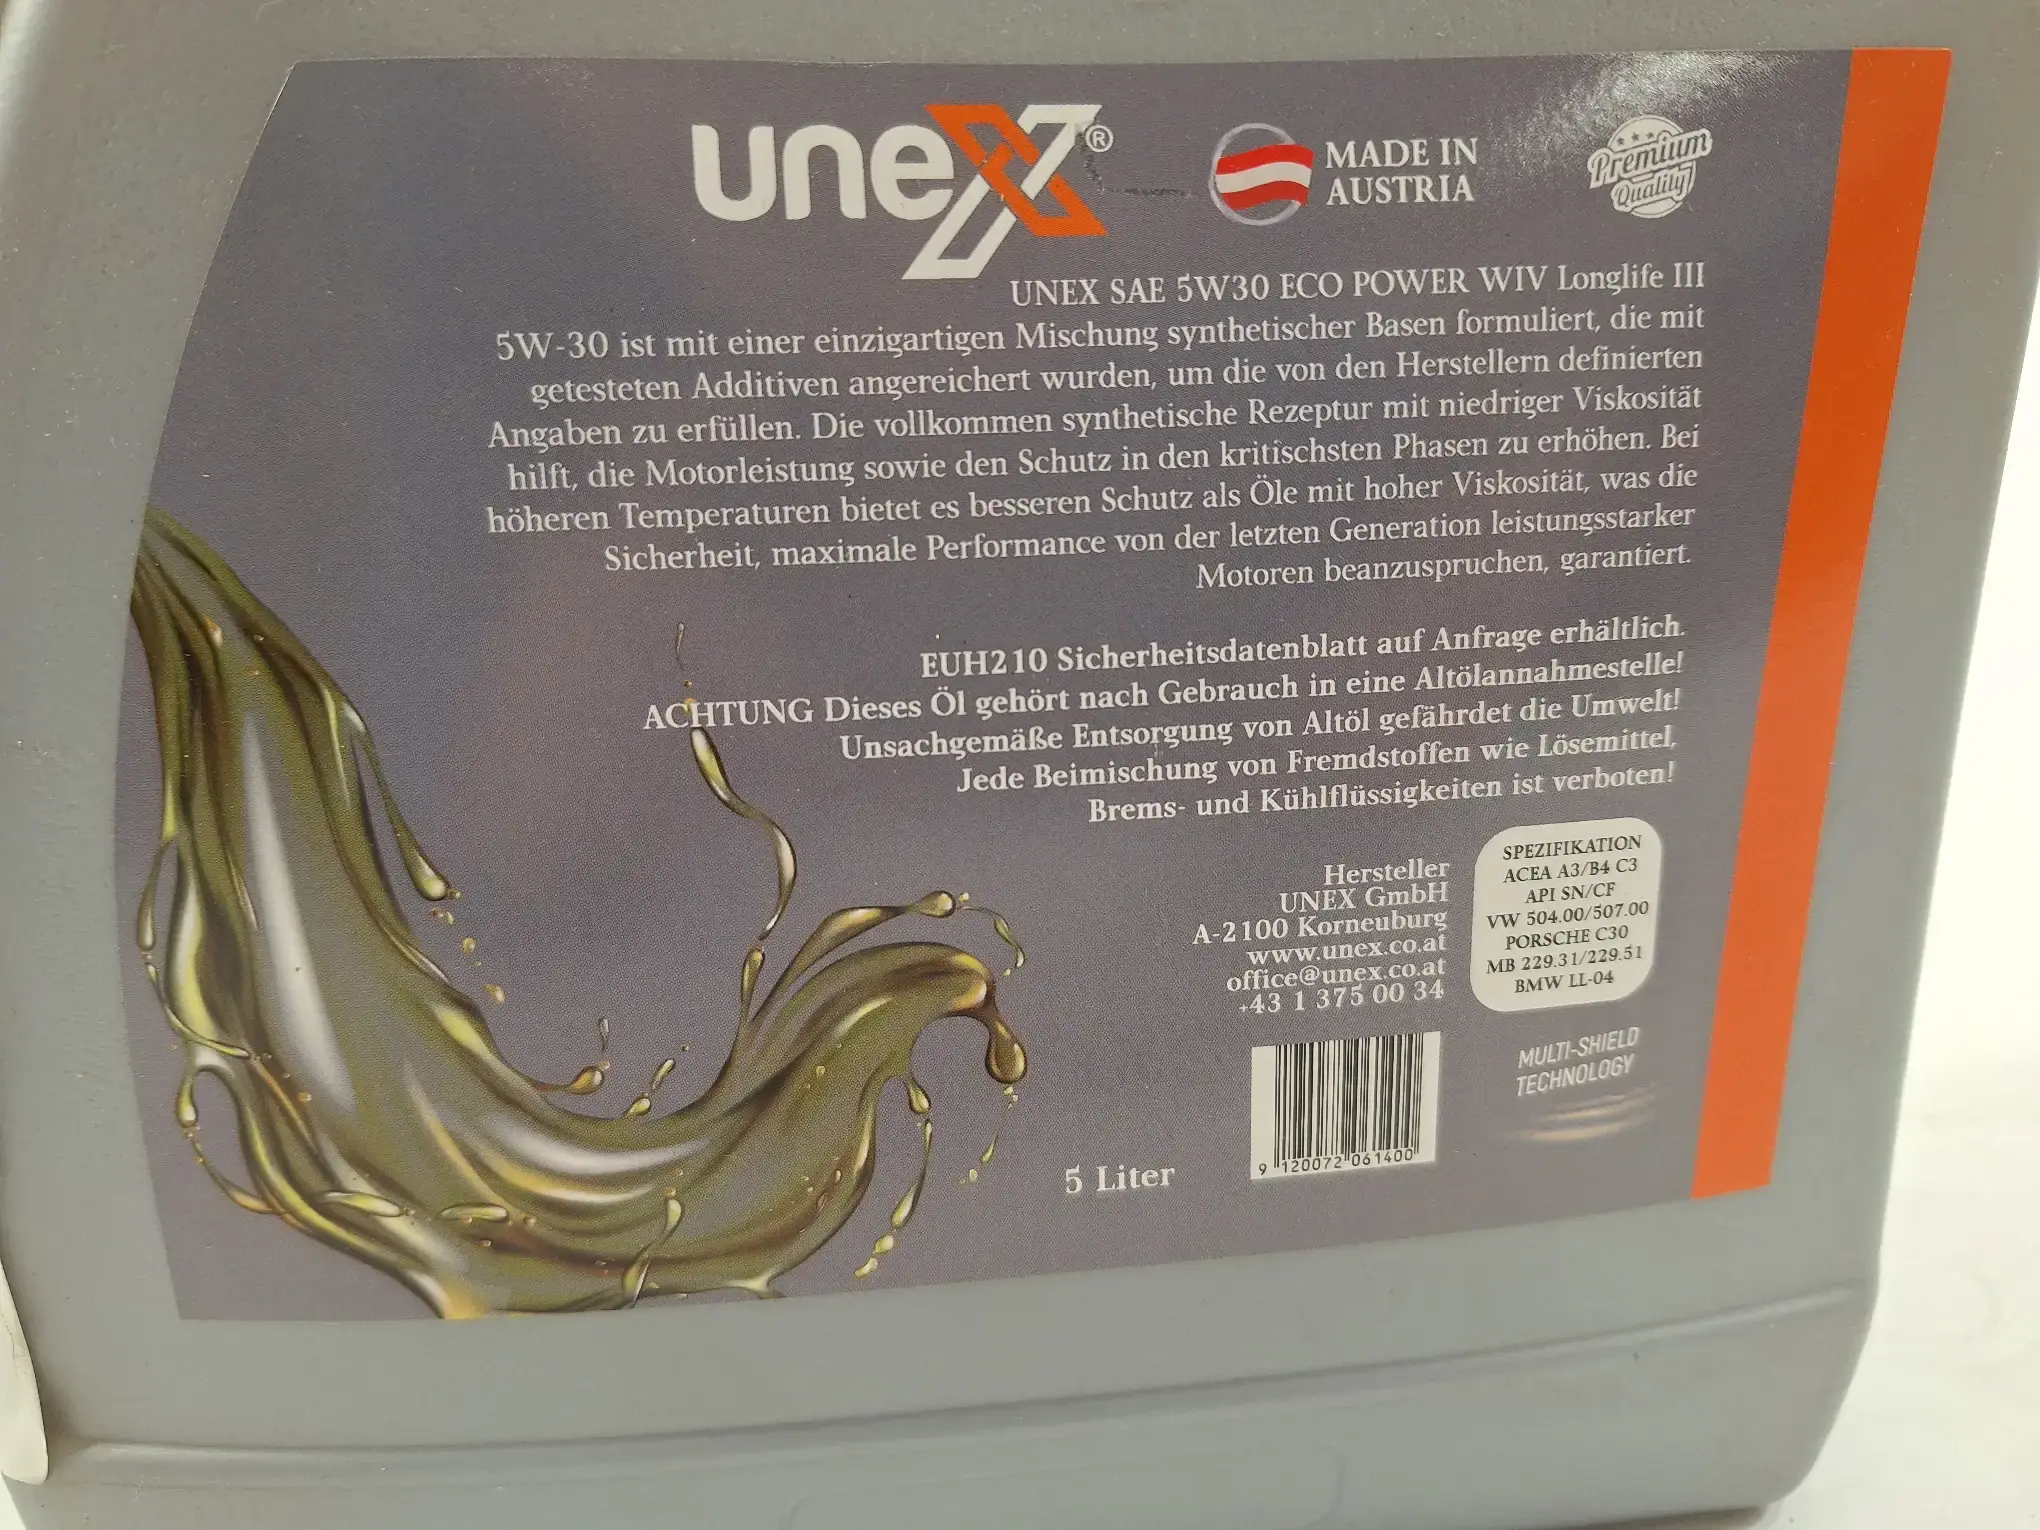 unex®
MADE IN
AUSTRIA
Premium
Quality
UNEX SAE 5W30 ECO POWER WIV Longlife III
5W-30 ist mit einer einzigartigen Mischung synthetischer Basen formuliert, die mit
getesteten Additiven angereichert wurden, um die von den Herstellern definierten
Angaben zu erfüllen. Die vollkommen synthetische Rezeptur mit niedriger Viskosität
hilft, die Motorleistung sowie den Schutz in den kritischsten Phasen zu erhöhen. Bei
höheren Temperaturen bietet es besseren Schutz als Öle mit hoher Viskosität, was die
Sicherheit, maximale Performance von der letzten Generation leistungsstarker
Motoren beanzuspruchen, garantiert.
EUH210 Sicherheitsdatenblatt auf Anfrage erhältlich.
ACHTUNG Dieses Öl gehört nach Gebrauch in eine Altölannahmestelle!
Unsachgemäße Entsorgung von Altöl gefährdet die Umwelt!
Jede Beimischung von Fremdstoffen wie Lösemittel,
Brems- und Kühlflüssigkeiten ist verboten!
Hersteller
UNEX GmbH
A-2100 Korneuburg
www.unex.co.at
office@unex.co.at
+43 1 375 00 34
SPEZIFIKATION
ACEA A3/B4 C3
API SN/CF
VW 504.00/507.00
PORSCHE C30
MB 229.31/229.51
BMW LL-04
MULTI-SHIELD
TECHNOLOGY
5 Liter
9 120072 061400